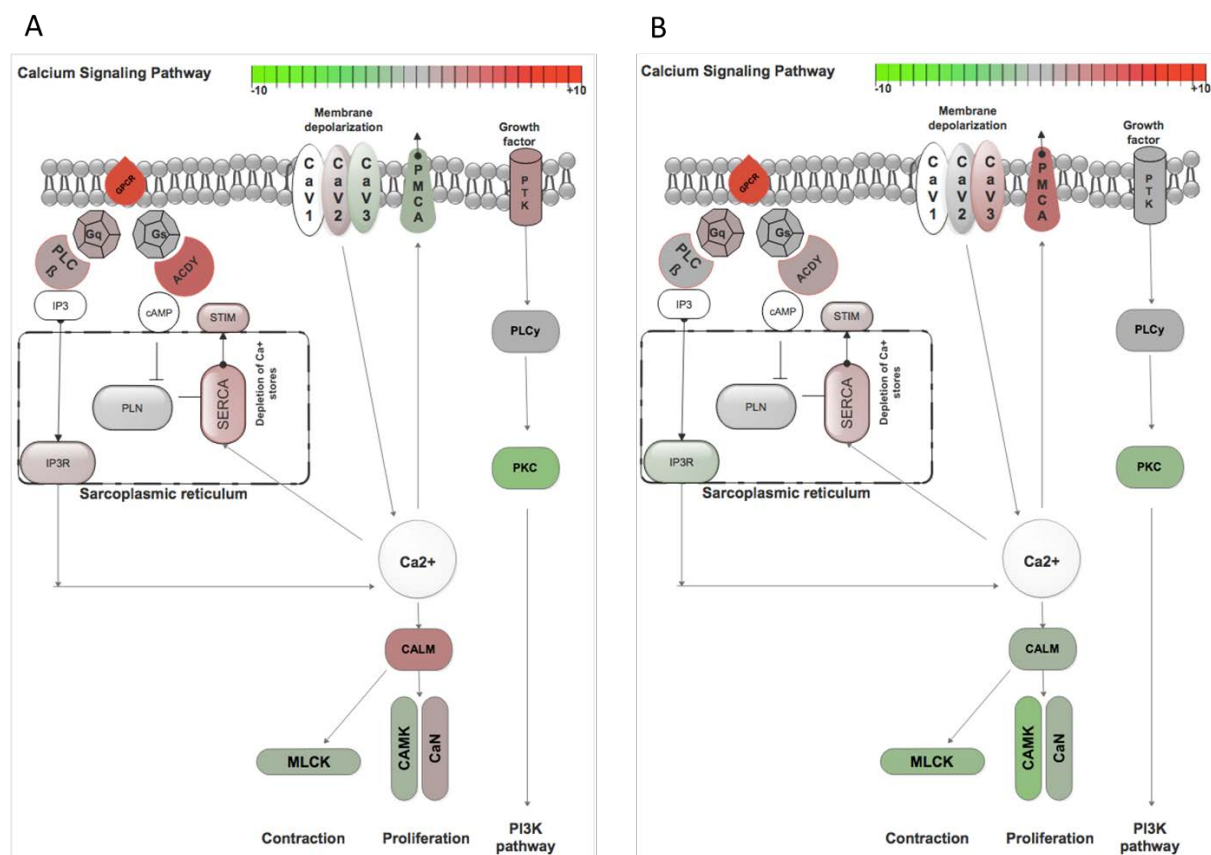 A
Calcium Signaling Pathway
-10
+10
Membrane
depolarization
Growth
factor
GPCR
CaV1
CaV2
CaV3
PMCA
PTK
Gq
Gs
PLC
ß
ACDY
IP3
cAMP
STIM
PLCy
PLN
SERCA
Depletion of Ca+
stores
IP3R
PKC
Sarcoplasmic reticulum
Ca2+
CALM
MLCK
CAMK
CaN
Contraction
Proliferation
PI3K
pathway
B
Calcium Signaling Pathway
-10
+10
Membrane
depolarization
Growth
factor
GPCR
CaV1
CaV2
CaV3
PMCA
PTK
Gq
Gs
PLC
ß
ACDY
IP3
cAMP
STIM
PLCy
PLN
SERCA
Depletion of Ca+
stores
IP3R
PKC
Sarcoplasmic reticulum
Ca2+
CALM
MLCK
CAMK
CaN
Contraction
Proliferation
PI3K
pathway